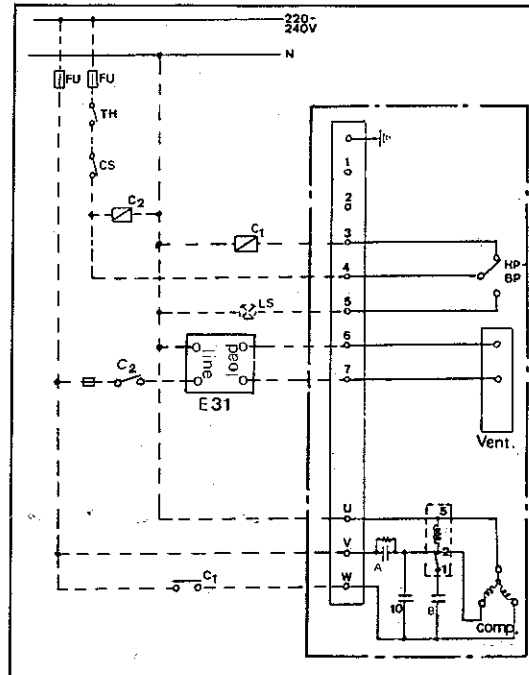 220-
240V
N
FU
FU
TH
CS
C2
C1
LS
C2
line
load
E31
C1
1
2
3
4
5
6
7
U
V
W
HP
BP
Vent.
5
2
1
A
10
B
comp.